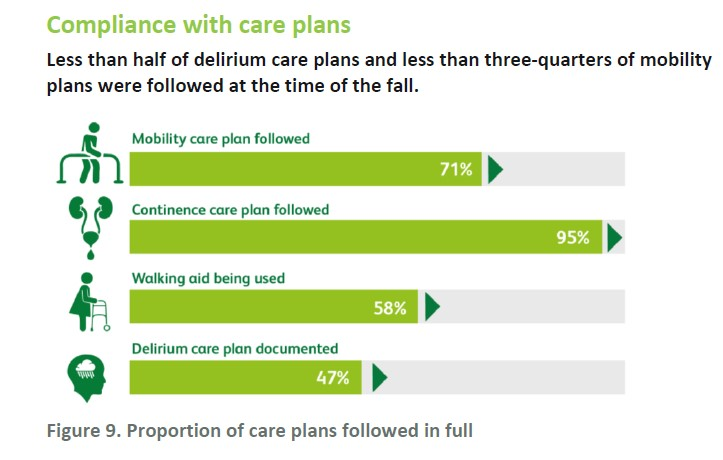 Compliance with care plans
Less than half of delirium care plans and less than three-quarters of mobility
plans were followed at the time of the fall.
Mobility care plan followed
71%
Continence care plan followed
95%
Walking aid being used
58%
Delirium care plan documented
47%
Figure 9. Proportion of care plans followed in full